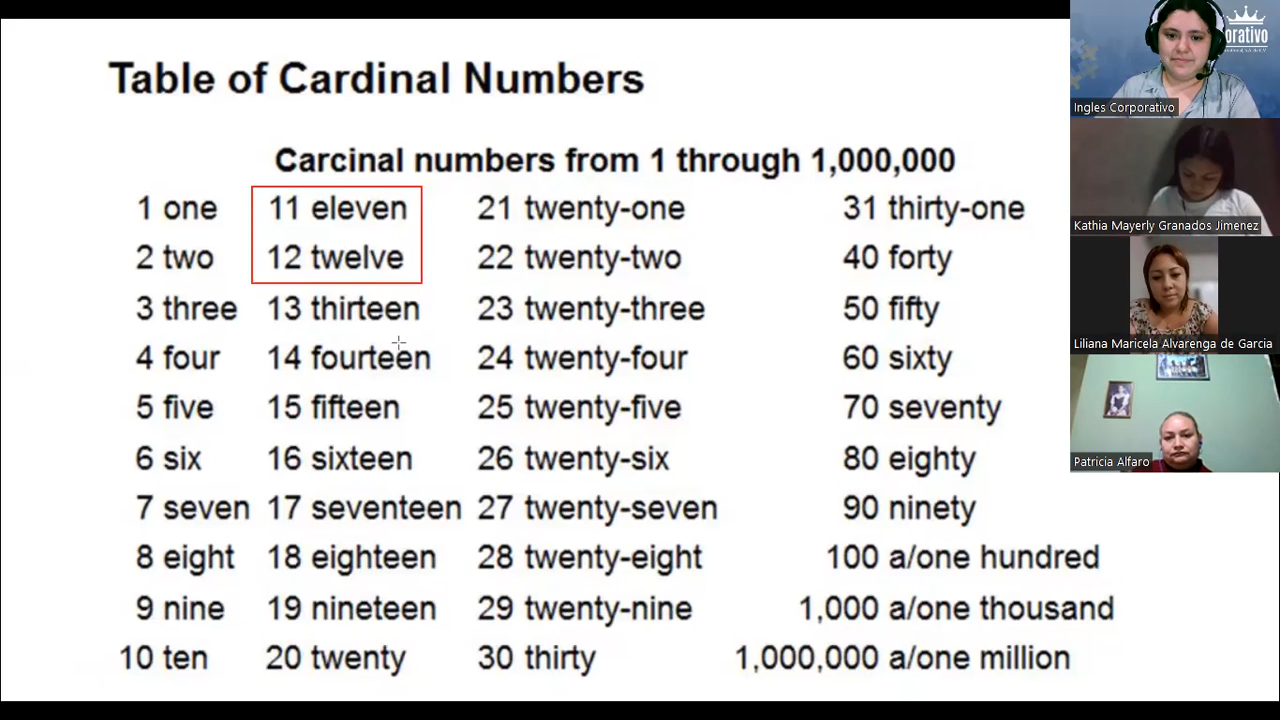 Table of Cardinal Numbers
Carcinal numbers from 1 through 1,000,000
1 one 11 eleven 21 twenty-one 31 thirty-one
2 two 12 twelve 22 twenty-two 40 forty
3 three 13 thirteen 23 twenty-three 50 fifty
4 four 14 fourteen 24 twenty-four 60 sixty
5 five 15 fifteen 25 twenty-five 70 seventy
6 six 16 sixteen 26 twenty-six 80 eighty
7 seven 17 seventeen 27 twenty-seven 90 ninety
8 eight 18 eighteen 28 twenty-eight 100 a/one hundred
9 nine 19 nineteen 29 twenty-nine 1,000 a/one thousand
10 ten 20 twenty 30 thirty 1,000,000 a/one million
orativo
Ingles Corporativo
Kathia Mayerly Granados Jimenez
Liliana Maricela Alvarenga de Garcia
Patricia Alfaro